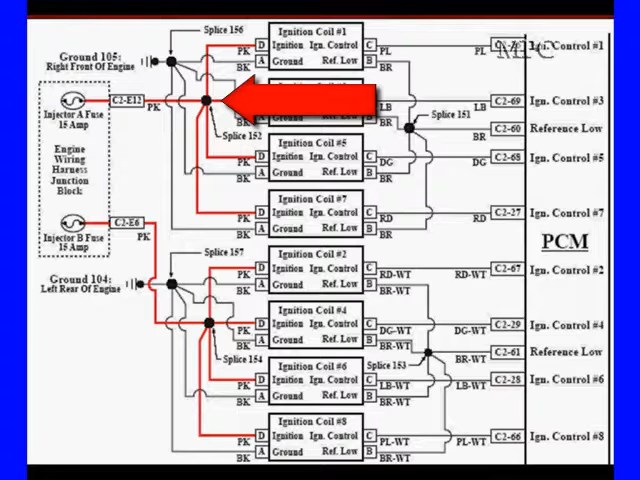 Splice 156
Ignition Coil #1
PK
D Ignition Ign. Control C
PL
PL
Ign. Control #1
Ground 105:
Right Front Of Engine
BK
A Ground Ref. Low B
BR
C2-E12
PK
LB
LB
C2-69
Ign. Control #3
Injector A Fuse
15 Amp
BK
A Ground Ref. Low B
BR
Splice 151
BR
C2-60
Reference Low
Splice 152
Ignition Coil #5
Engine
Wiring
Harness
Junction
Block
PK
D Ignition Ign. Control C
DG
DG
C2-68
Ign. Control #5
BK
A Ground Ref. Low B
BR
Ignition Coil #7
PK
D Ignition Ign. Control C
RD
RD
C2-27
Ign. Control #7
C2-E6
PK
BK
A Ground Ref. Low B
BR
Injector B Fuse
15 Amp
PCM
Splice 157
Ignition Coil #2
PK
D Ignition Ign. Control C
RD-WT
RD-WT
C2-67
Ign. Control #2
Ground 104:
Left Rear Of Engine
BK
A Ground Ref. Low B
BR-WT
Ignition Coil #4
PK
D Ignition Ign. Control C
DG-WT
DG-WT
C2-29
Ign. Control #4
BK
A Ground Ref. Low B
BR-WT
BR-WT
C2-61
Reference Low
Splice 154
Ignition Coil #6
Splice 153
PK
D Ignition Ign. Control C
LB-WT
LB-WT
C2-28
Ign. Control #6
BK
A Ground Ref. Low B
BR-WT
Ignition Coil #8
PK
D Ignition Ign. Control C
PL-WT
PL-WT
C2-66
Ign. Control #8
BK
A Ground Ref. Low B
BR-WT